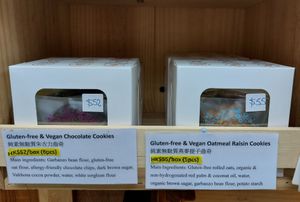 $52
$55
Gluten-free & Vegan Chocolate Cookies
純素無麩質朱古力曲奇
HK$52/box (6pcs)
Main ingredients: Garbanzo bean flour, gluten-free
oat flour, allergy-friendly chocolate chips, dark brown sugar,
Valrhona cocoa powder, water, white sorghum flour
Gluten-free & Vegan Oatmeal Raisin Cookies
純素無麩質燕麥提子曲奇
HK$55/box (5pcs)
Main ingredients: Gluten-free rolled oats, organic &
non-hydrogenated red palm & coconut oil, water,
organic brown sugar, garbanzo bean flour, potato starch